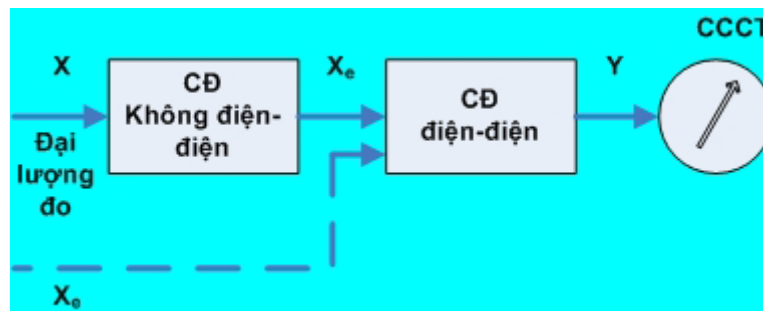 CCCT
X
CĐ
Không điện-
điện
Xₑ
CĐ
điện-điện
Y
Đại
lượng
đo
Xₑ